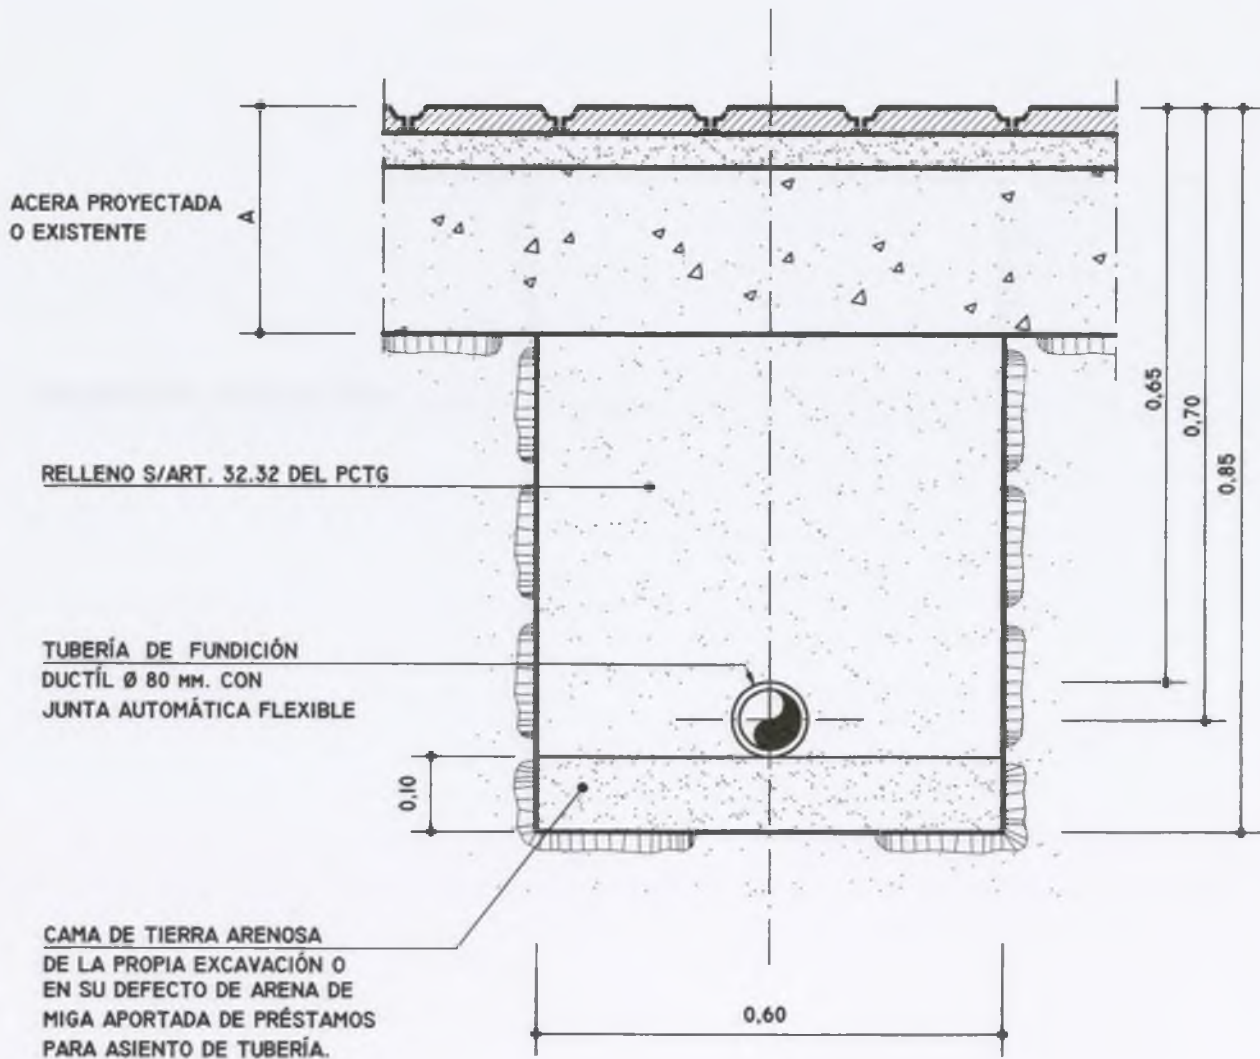 ACERA PROYECTADA
O EXISTENTE
A
RELLENO S/ART. 32.32 DEL PCTG
TUBERÍA DE FUNDICIÓN
DUCTÍL Ø 80 MM. CON
JUNTA AUTOMÁTICA FLEXIBLE
0,10
CAMA DE TIERRA ARENOSA
DE LA PROPIA EXCAVACIÓN O
EN SU DEFECTO DE ARENA DE
MIGA APORTADA DE PRÉSTAMOS
PARA ASIENTO DE TUBERÍA.
0,60
0,65
0,70
0,85